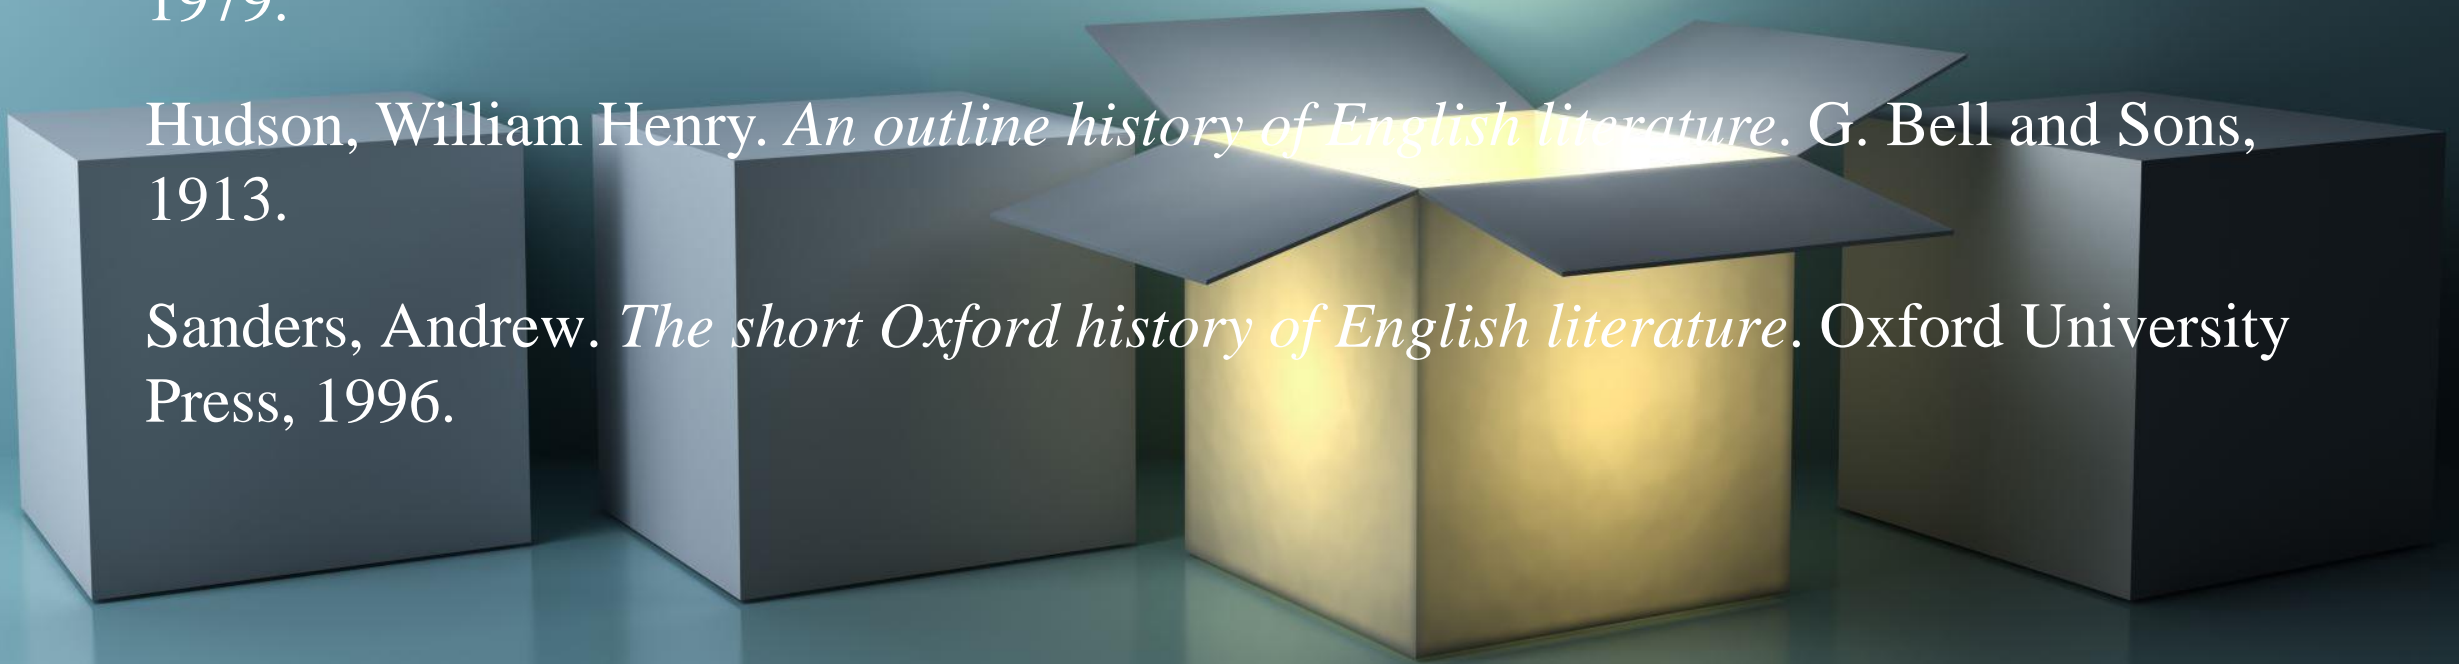 1979.
Hudson, William Henry. An outline history of English literature. G. Bell and Sons,
1913.
Sanders, Andrew. The short Oxford history of English literature. Oxford University
Press, 1996.